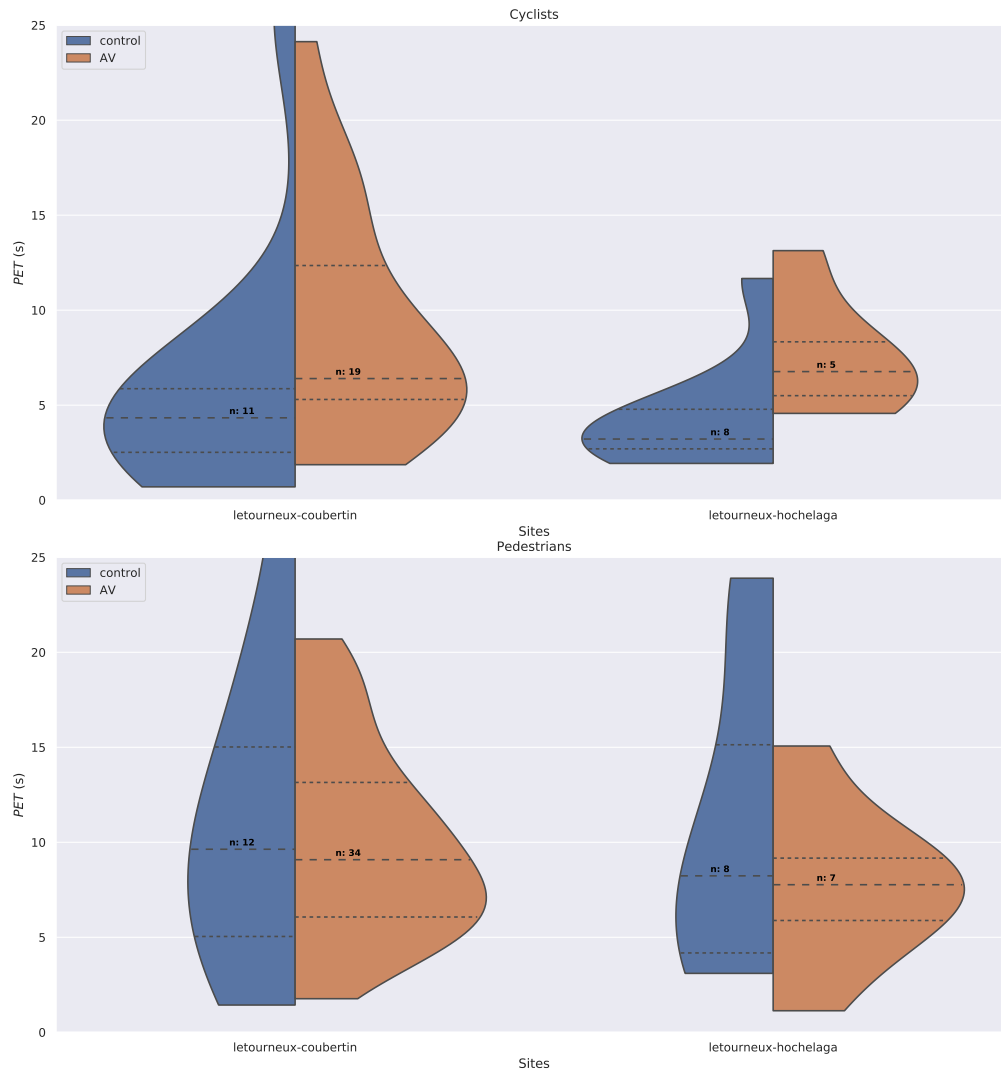 Cyclists
control
AV
25
20
15
10
5
0
PET (s)
n: 11
n: 19
n: 8
n: 5
letourneux-coubertin
letourneux-hochelaga
Sites
Pedestrians
control
AV
25
20
15
10
5
0
PET (s)
n: 12
n: 34
n: 8
n: 7
letourneux-coubertin
letourneux-hochelaga
Sites